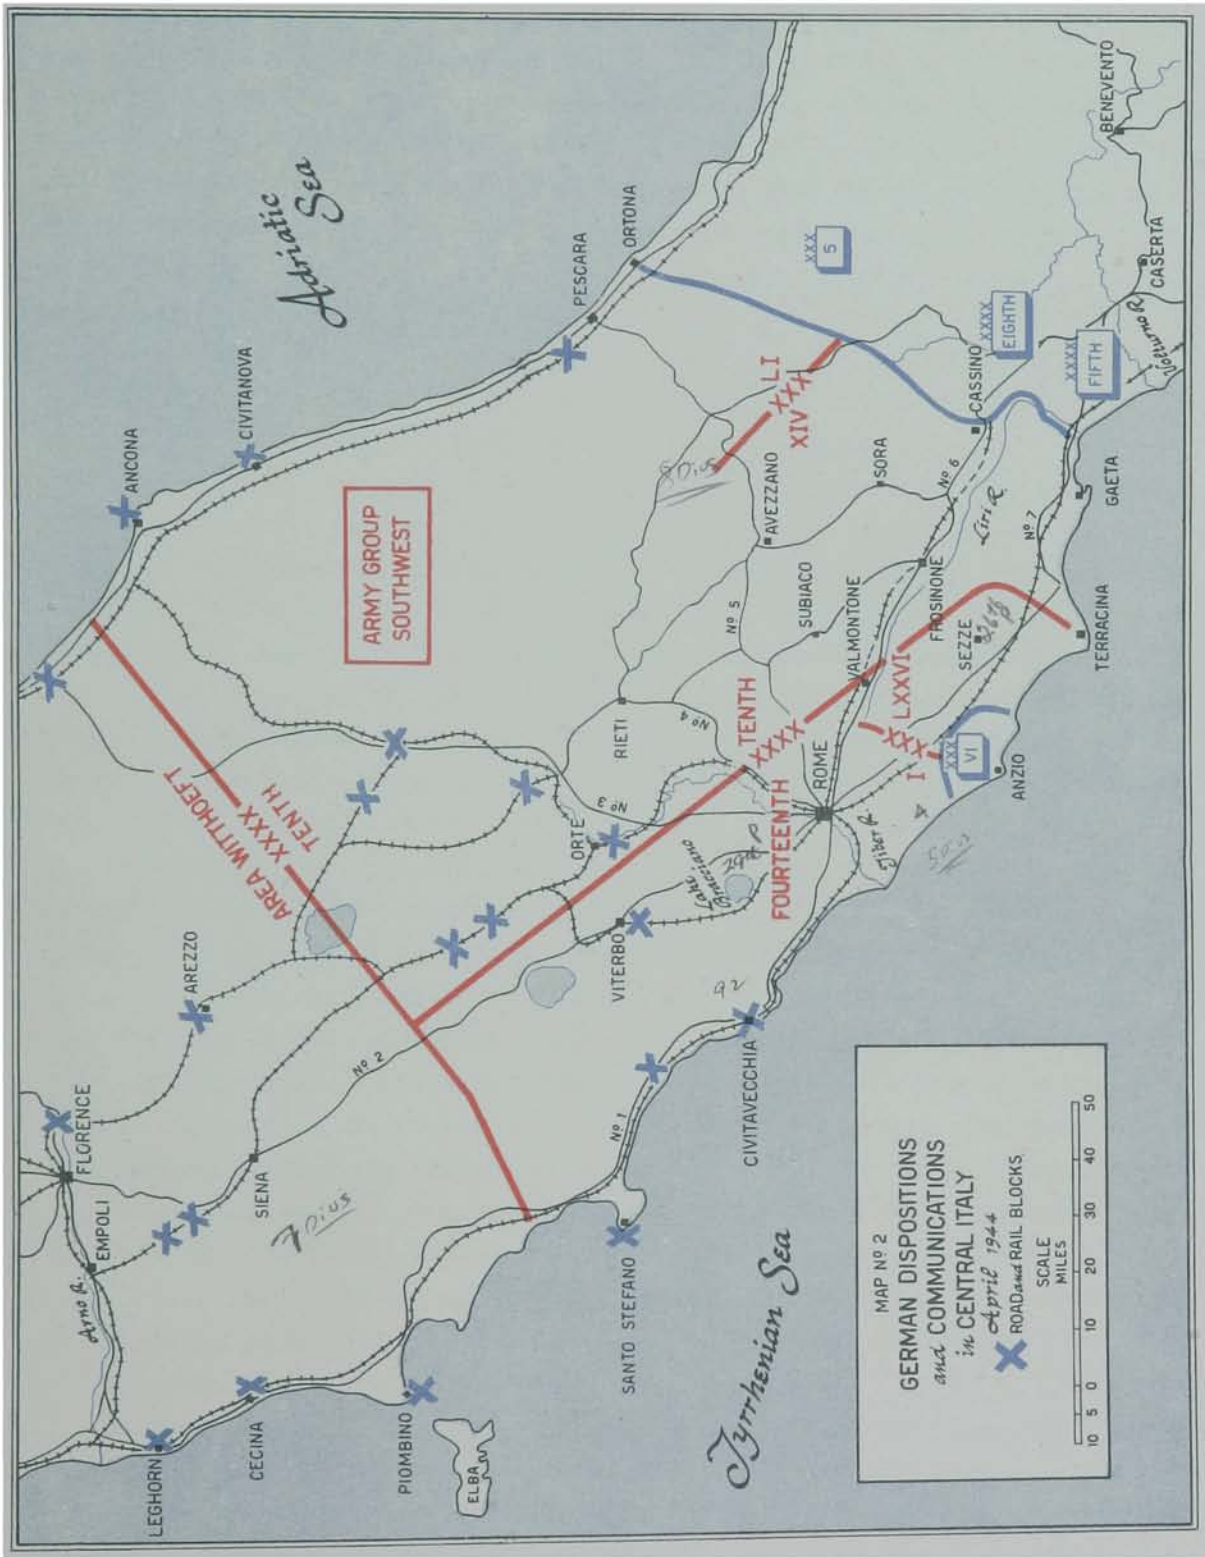 LEGHORN
CECINA
PIOMBINO
ELBA
EMPOLI
Arno R.
FLORENCE
SIENA
7 Divs
AREZZO
Nº 2
AREA WITTHOEFT
XXXX
TENTH
ANCONA
CIVITANOVA
Adriatic
Sea
ARMY GROUP
SOUTHWEST
SANTO STEFANO
Nº 1
VITERBO
ORTE
Nº 3
RIETI
Nº 4
PESCARA
ORTONA
Tyrrhenian Sea
CIVITAVECCHIA
92
Lake
Bracciano
FOURTEENTH
XXXX
TENTH
Nº 5
ROME
SUBIACO
AVEZZANO
XIV
XXX
LI
XXX
5
VALMONTONE
SORA
Tiber R.
4
I
XXX
LXXVI
FROSINONE
Nº 6
SEZZE
Liri R.
CASSINO
XXXX
EIGHTH
XXX
VI
ANZIO
Nº 7
XXXX
FIFTH
TERRACINA
GAETA
Volturno R.
CASERTA
BENEVENTO
MAP Nº 2
GERMAN DISPOSITIONS
and COMMUNICATIONS
in CENTRAL ITALY
April 1944
X ROAD and RAIL BLOCKS
SCALE
MILES
10 5 0 10 20 30 40 50